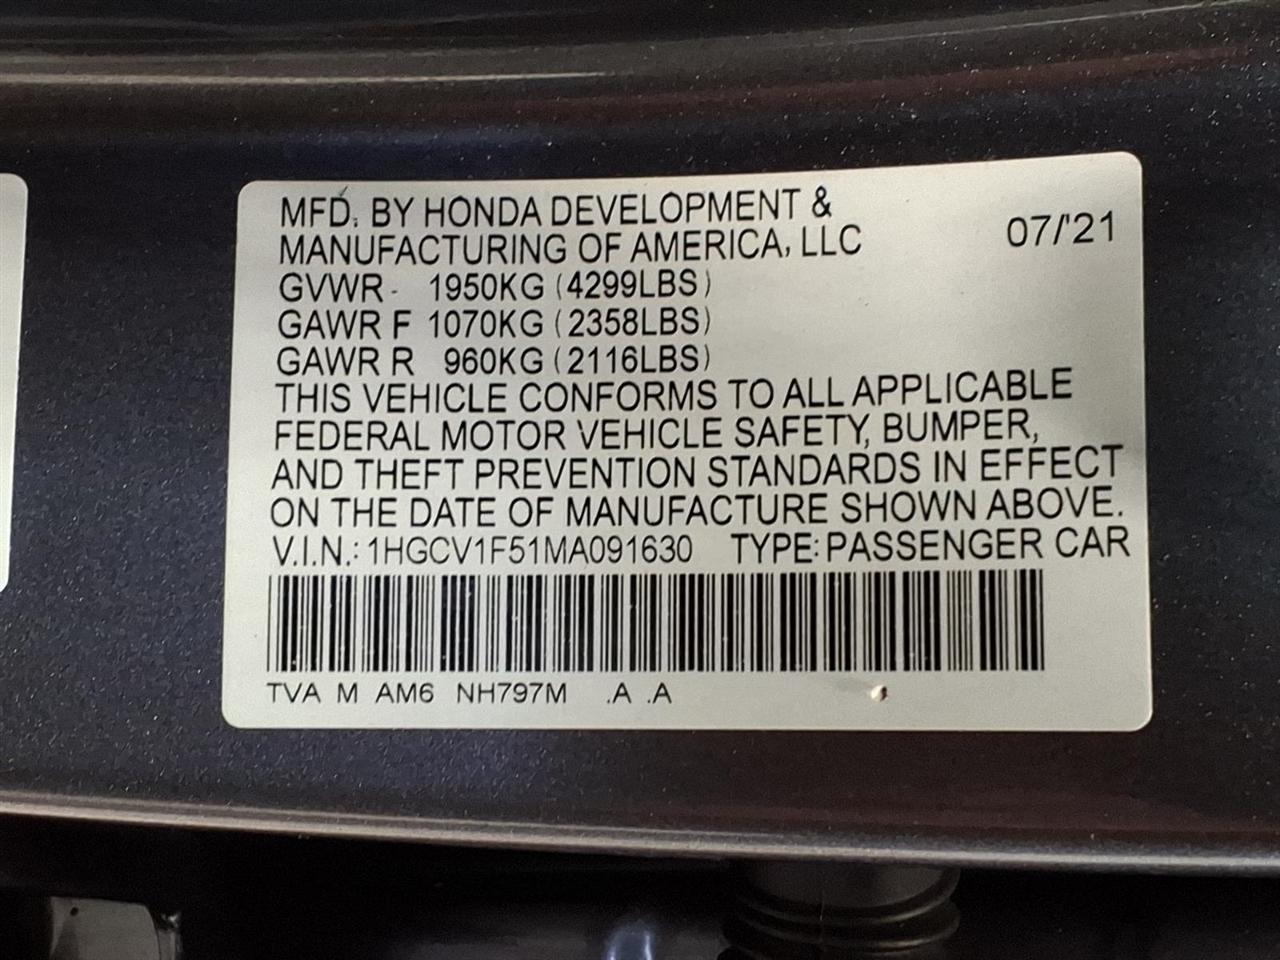 MFD. BY HONDA DEVELOPMENT &
MANUFACTURING OF AMERICA, LLC
07/'21
GVWR - 1950KG (4299LBS)
GAWR F 1070KG (2358LBS)
GAWR R 960KG (2116LBS)
THIS VEHICLE CONFORMS TO ALL APPLICABLE
FEDERAL MOTOR VEHICLE SAFETY, BUMPER,
AND THEFT PREVENTION STANDARDS IN EFFECT
ON THE DATE OF MANUFACTURE SHOWN ABOVE.
V.I.N.: 1HGCV1F51MA091630 TYPE: PASSENGER CAR
TVA M AM6 NH797M .A .A